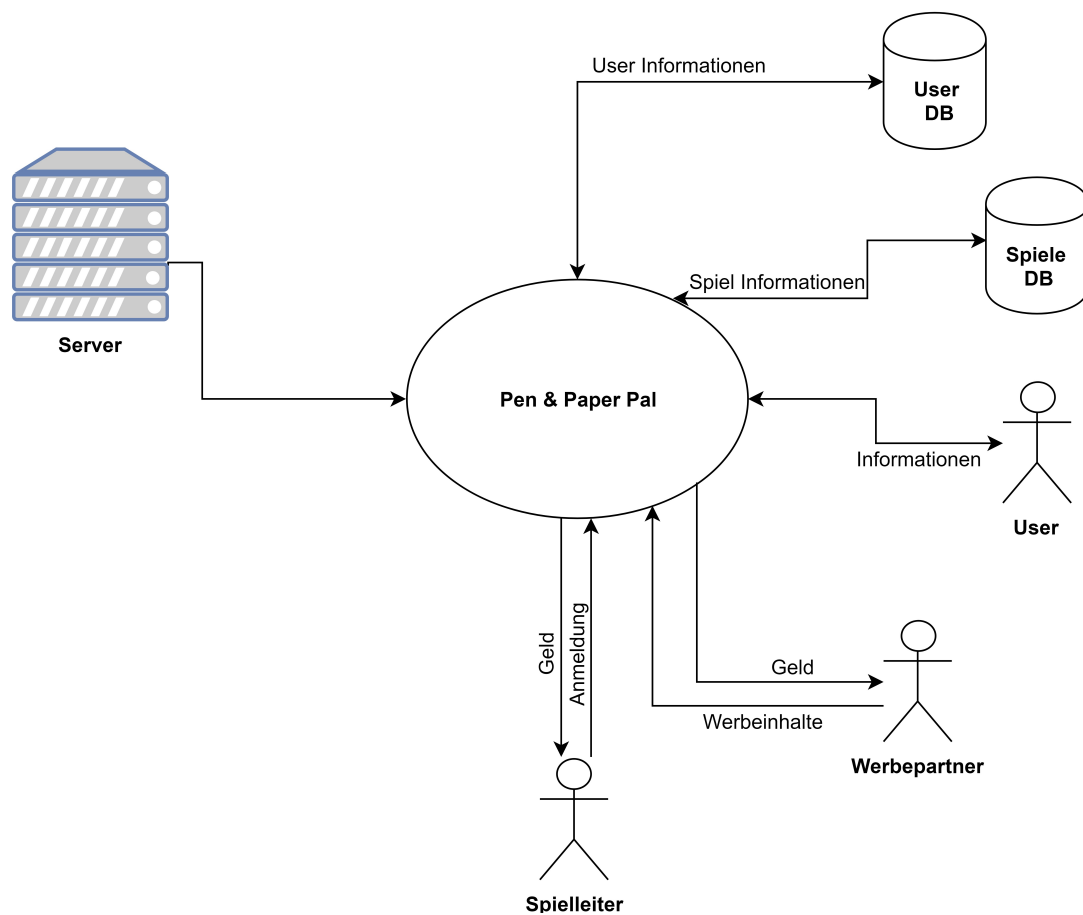 User Informationen
User
DB
Spiel Informationen
Spiele
DB
Server
Pen & Paper Pal
Informationen
User
Geld
Anmeldung
Geld
Werbeinhalte
Werbepartner
Spielleiter